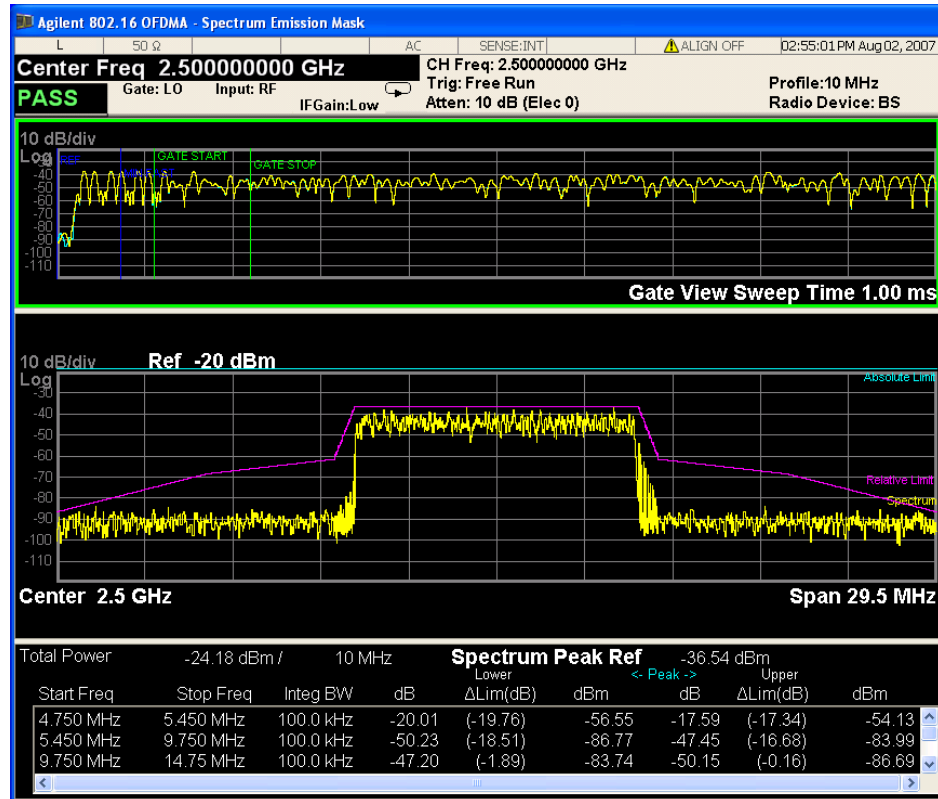 Agilent 802.16 OFDMA - Spectrum Emission Mask
L 50 Ω AC SENSE:INT ALIGN OFF 02:55:01 PM Aug 02, 2007
Center Freq 2.500000000 GHz
CH Freq: 2.500000000 GHz
PASS
Gate: LO Input: RF
IFGain:Low
Trig: Free Run
Atten: 10 dB (Elec 0)
Profile:10 MHz
Radio Device: BS
10 dB/div
Log
GATE START
GATE STOP
-40
-50
-60
-70
-80
-90
-100
-110
Gate View Sweep Time 1.00 ms
10 dB/div Ref -20 dBm
Log
Absolute Limit
-30
-40
-50
-60
-70
Relative Limit
-80
Spectrum
-90
-100
-110
Center 2.5 GHz Span 29.5 MHz
Total Power -24.18 dBm / 10 MHz Spectrum Peak Ref -36.54 dBm
Lower <- Peak -> Upper
Start Freq Stop Freq Integ BW dB ΔLim(dB) dBm dB ΔLim(dB) dBm
4.750 MHz 5.450 MHz 100.0 kHz -20.01 (-19.76) -56.55 -17.59 (-17.34) -54.13
5.450 MHz 9.750 MHz 100.0 kHz -50.23 (-18.51) -86.77 -47.45 (-16.68) -83.99
9.750 MHz 14.75 MHz 100.0 kHz -47.20 (-1.89) -83.74 -50.15 (-0.16) -86.69